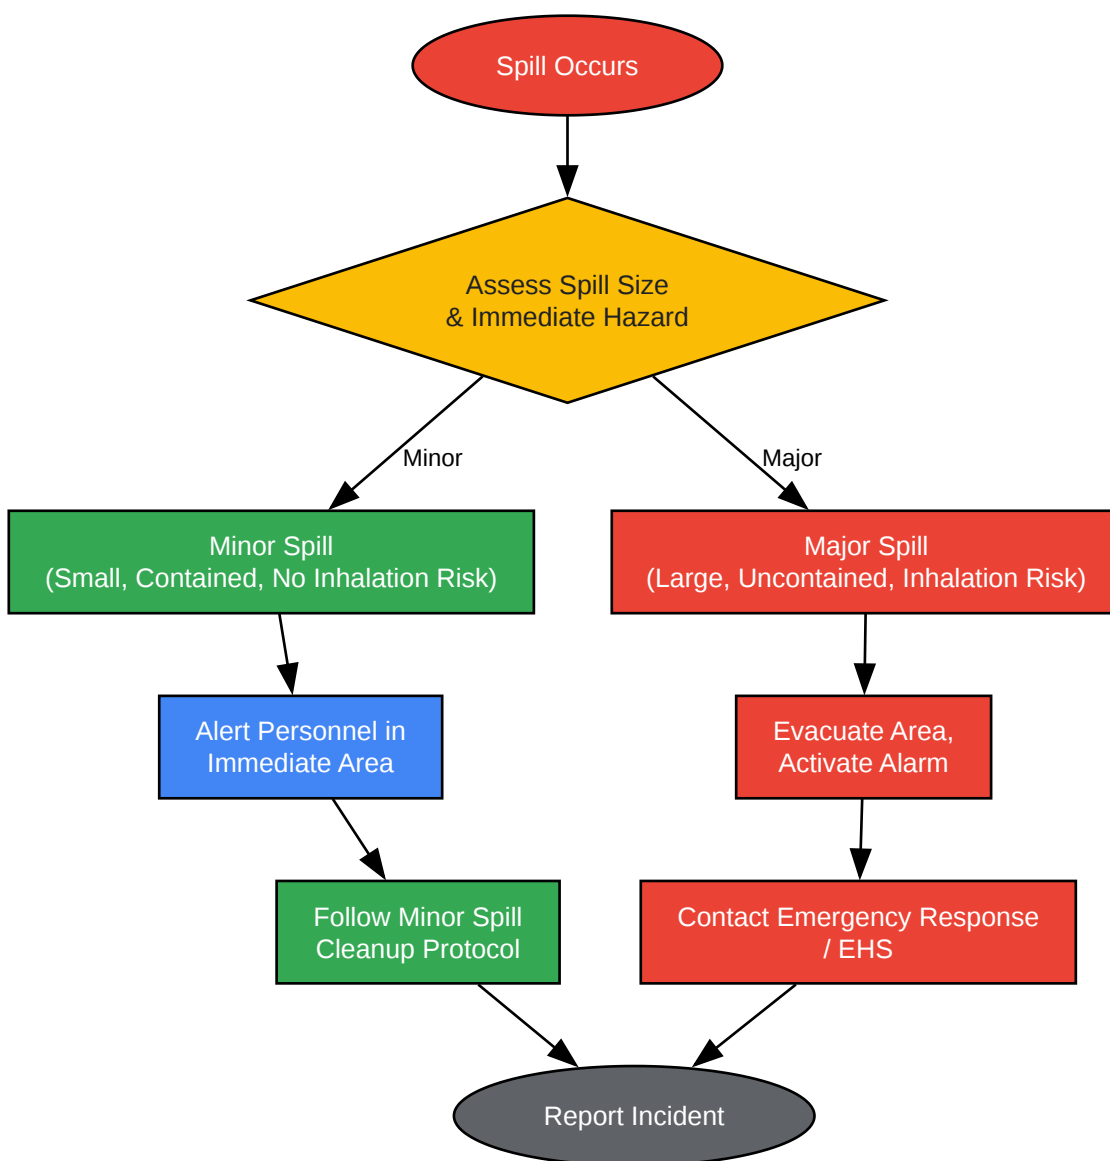 Spill Occurs
Assess Spill Size
& Immediate Hazard
Minor
Major
Minor Spill
(Small, Contained, No Inhalation Risk)
Major Spill
(Large, Uncontained, Inhalation Risk)
Alert Personnel in
Immediate Area
Evacuate Area,
Activate Alarm
Follow Minor Spill
Cleanup Protocol
Contact Emergency Response
/ EHS
Report Incident